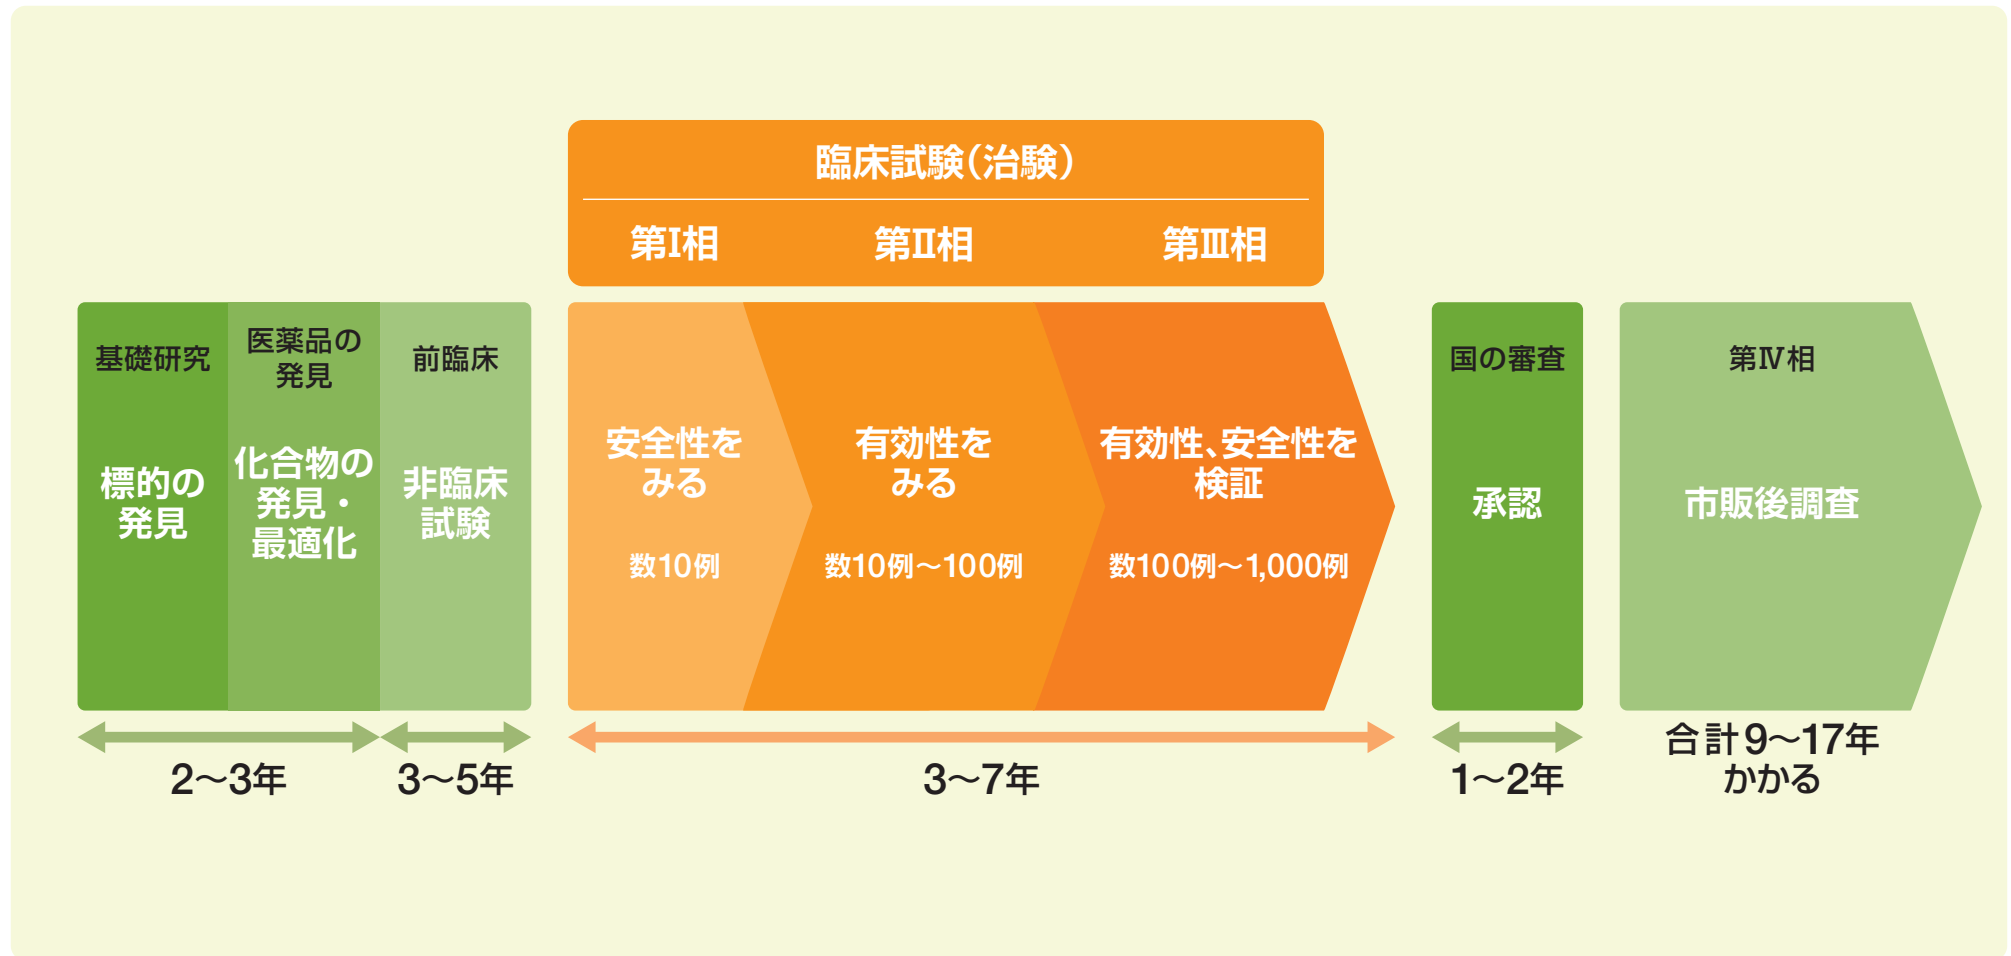 臨床試験(治験)
第Ⅰ相
第Ⅱ相
第Ⅲ相
基礎研究
標的の
発見
医薬品の
発見
化合物の
発見・
最適化
前臨床
非臨床
試験
安全性を
みる
数10例
有効性を
みる
数10例〜100例
有効性、安全性を
検証
数100例〜1,000例
国の審査
承認
第Ⅳ相
市販後調査
2〜3年
3〜5年
3〜7年
1〜2年
合計9〜17年
かかる